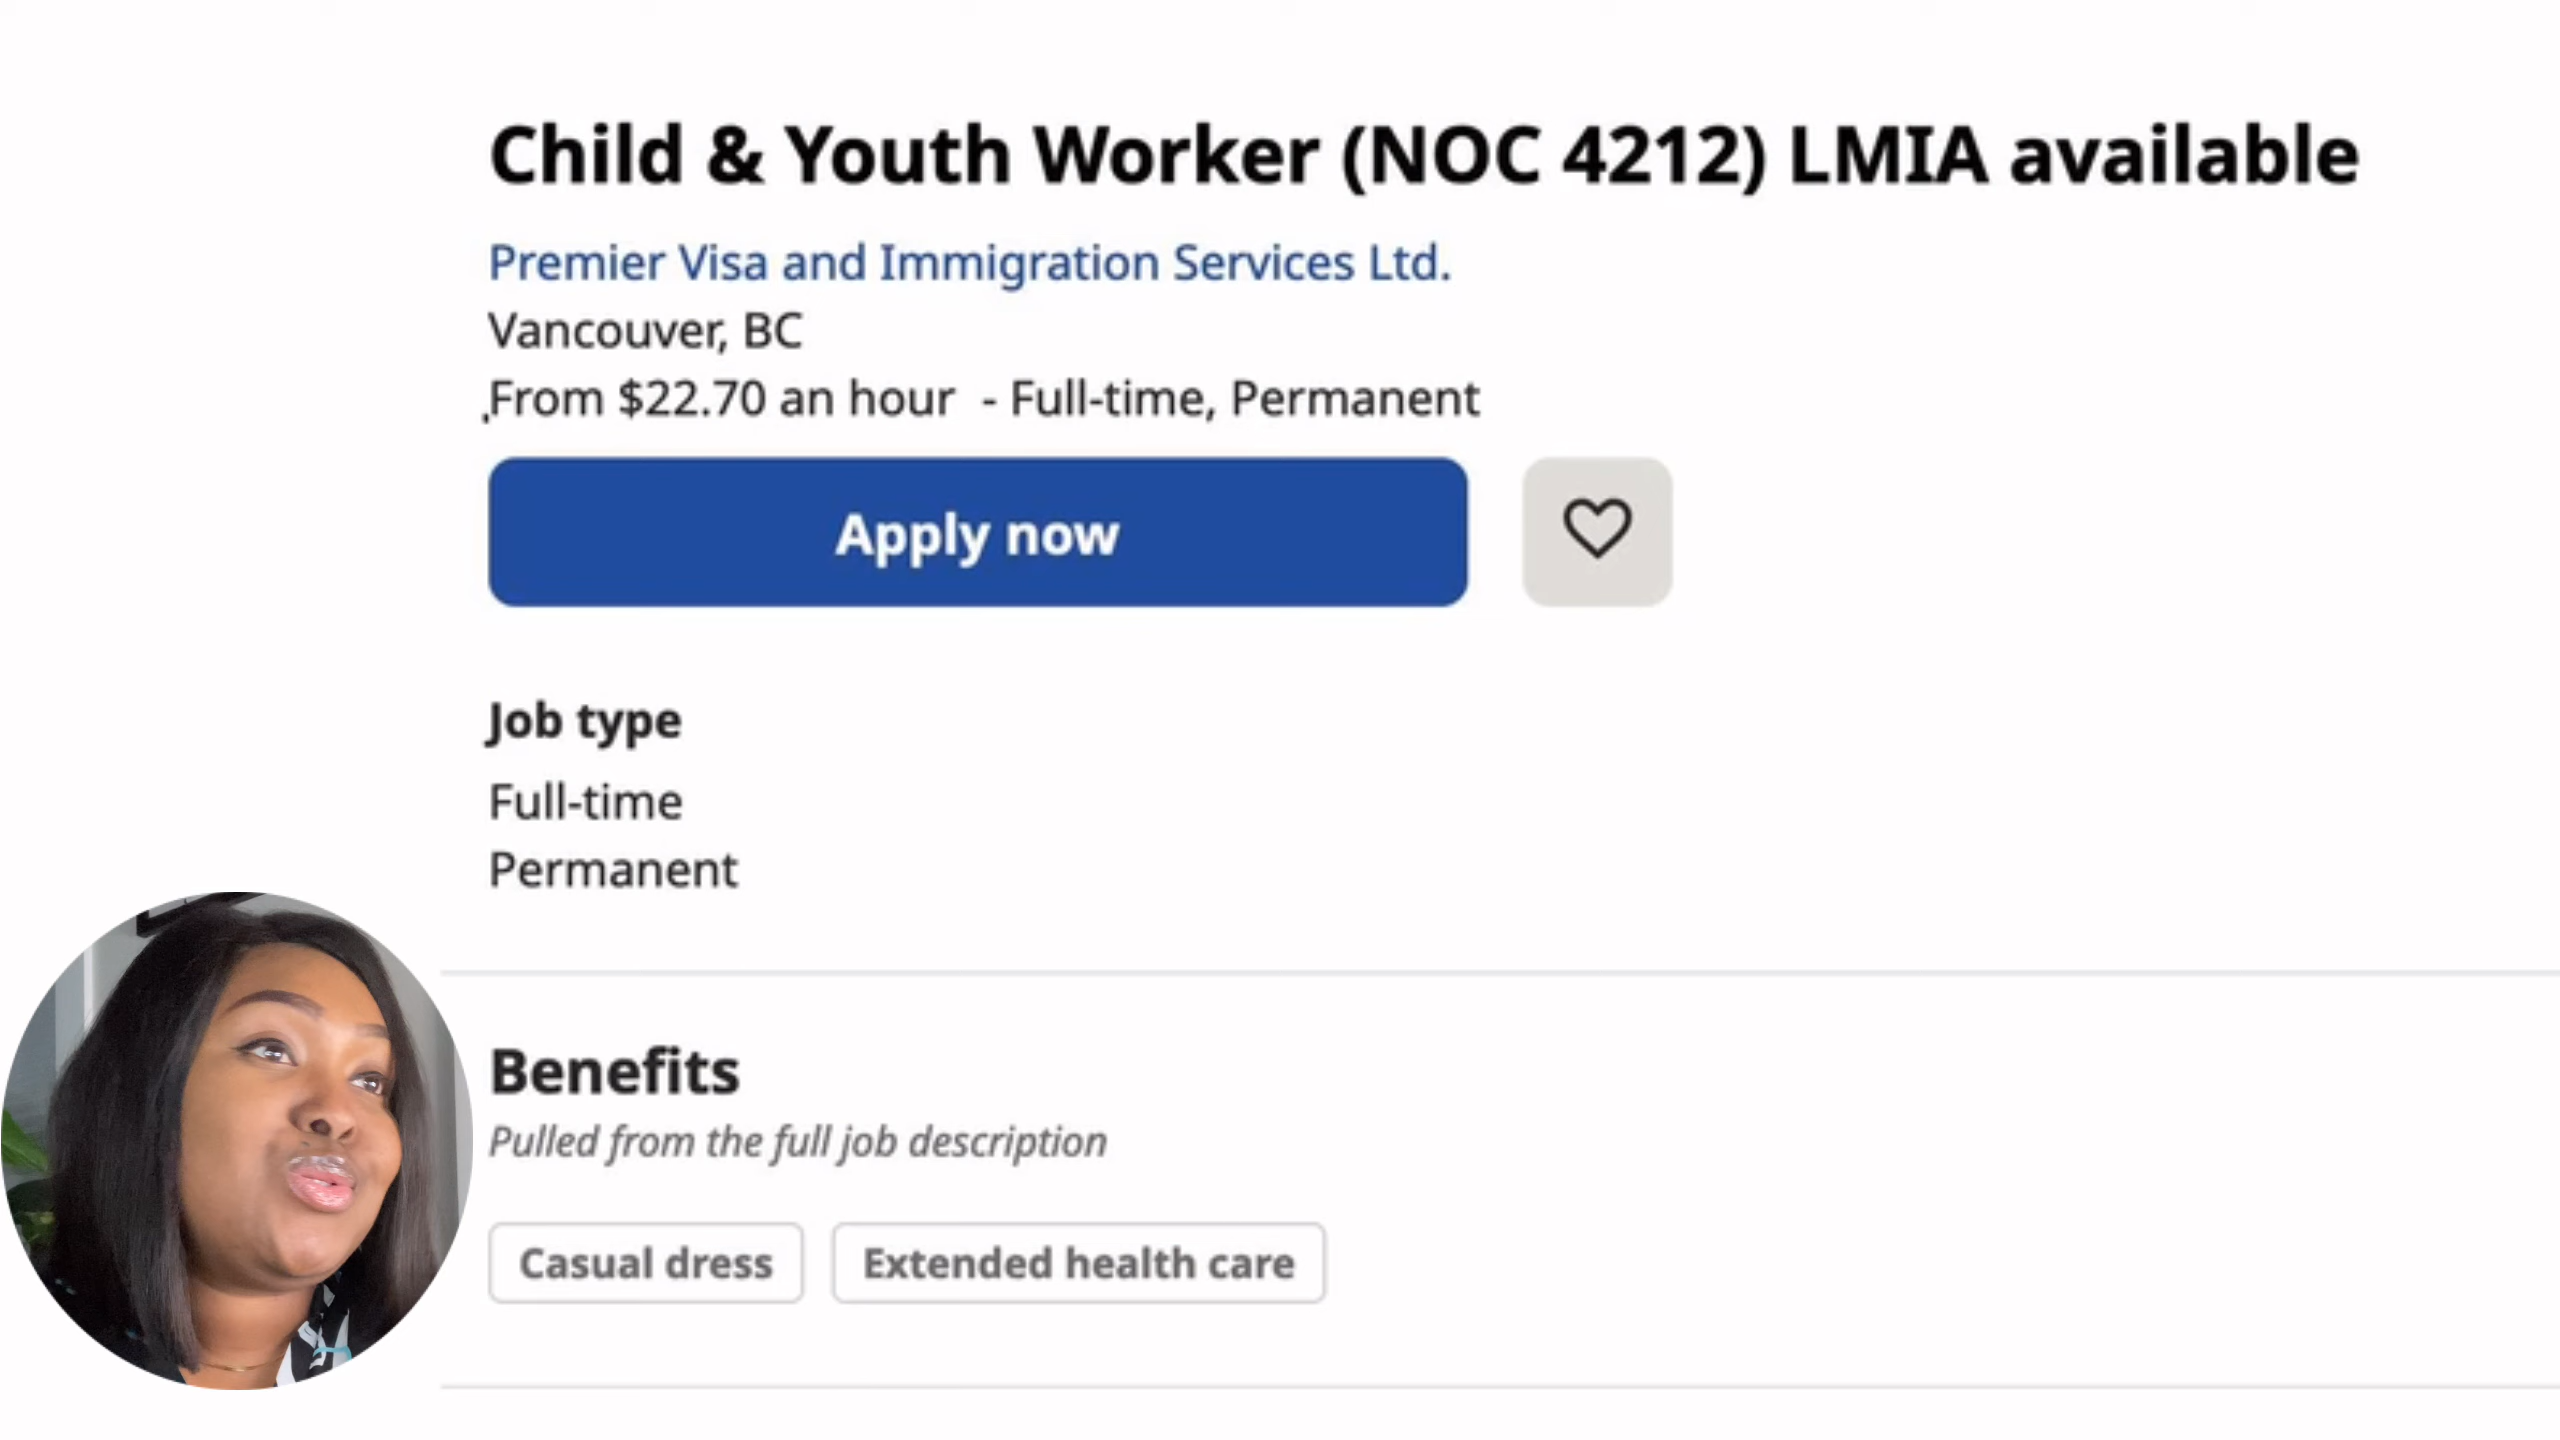 Child & Youth Worker (NOC 4212) LMIA available
Premier Visa and Immigration Services Ltd.
Vancouver, BC
From $22.70 an hour - Full-time, Permanent
Apply now
Job type
Full-time
Permanent
Benefits
Pulled from the full job description
Casual dress
Extended health care